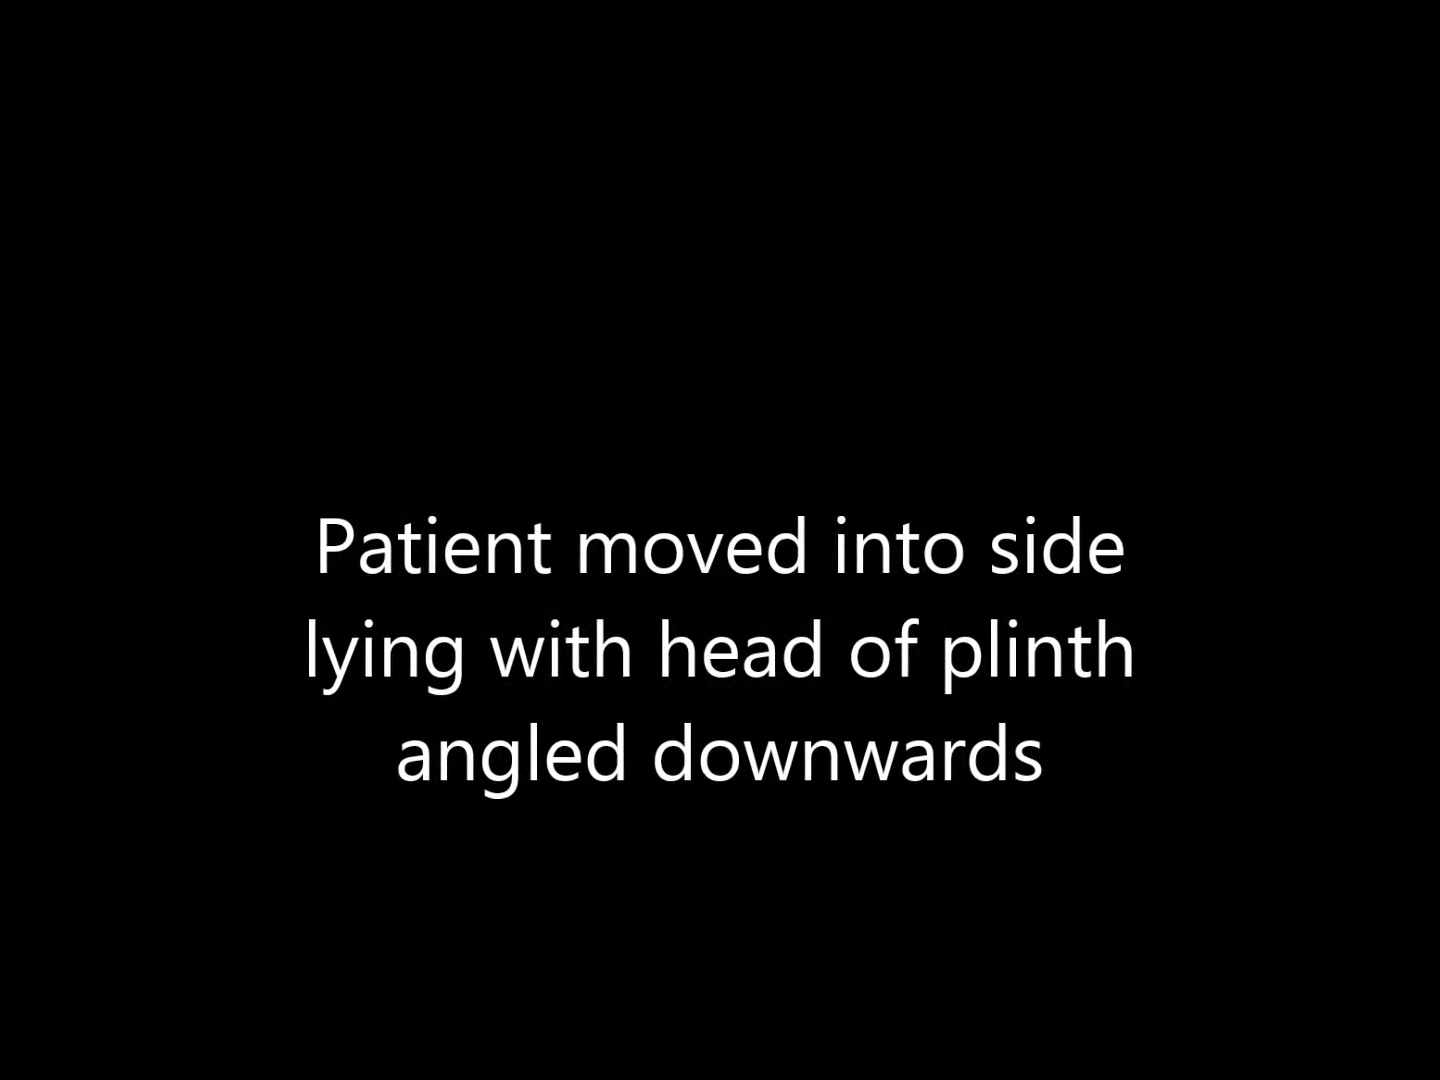 Patient moved into side
lying with head of plinth
angled downwards